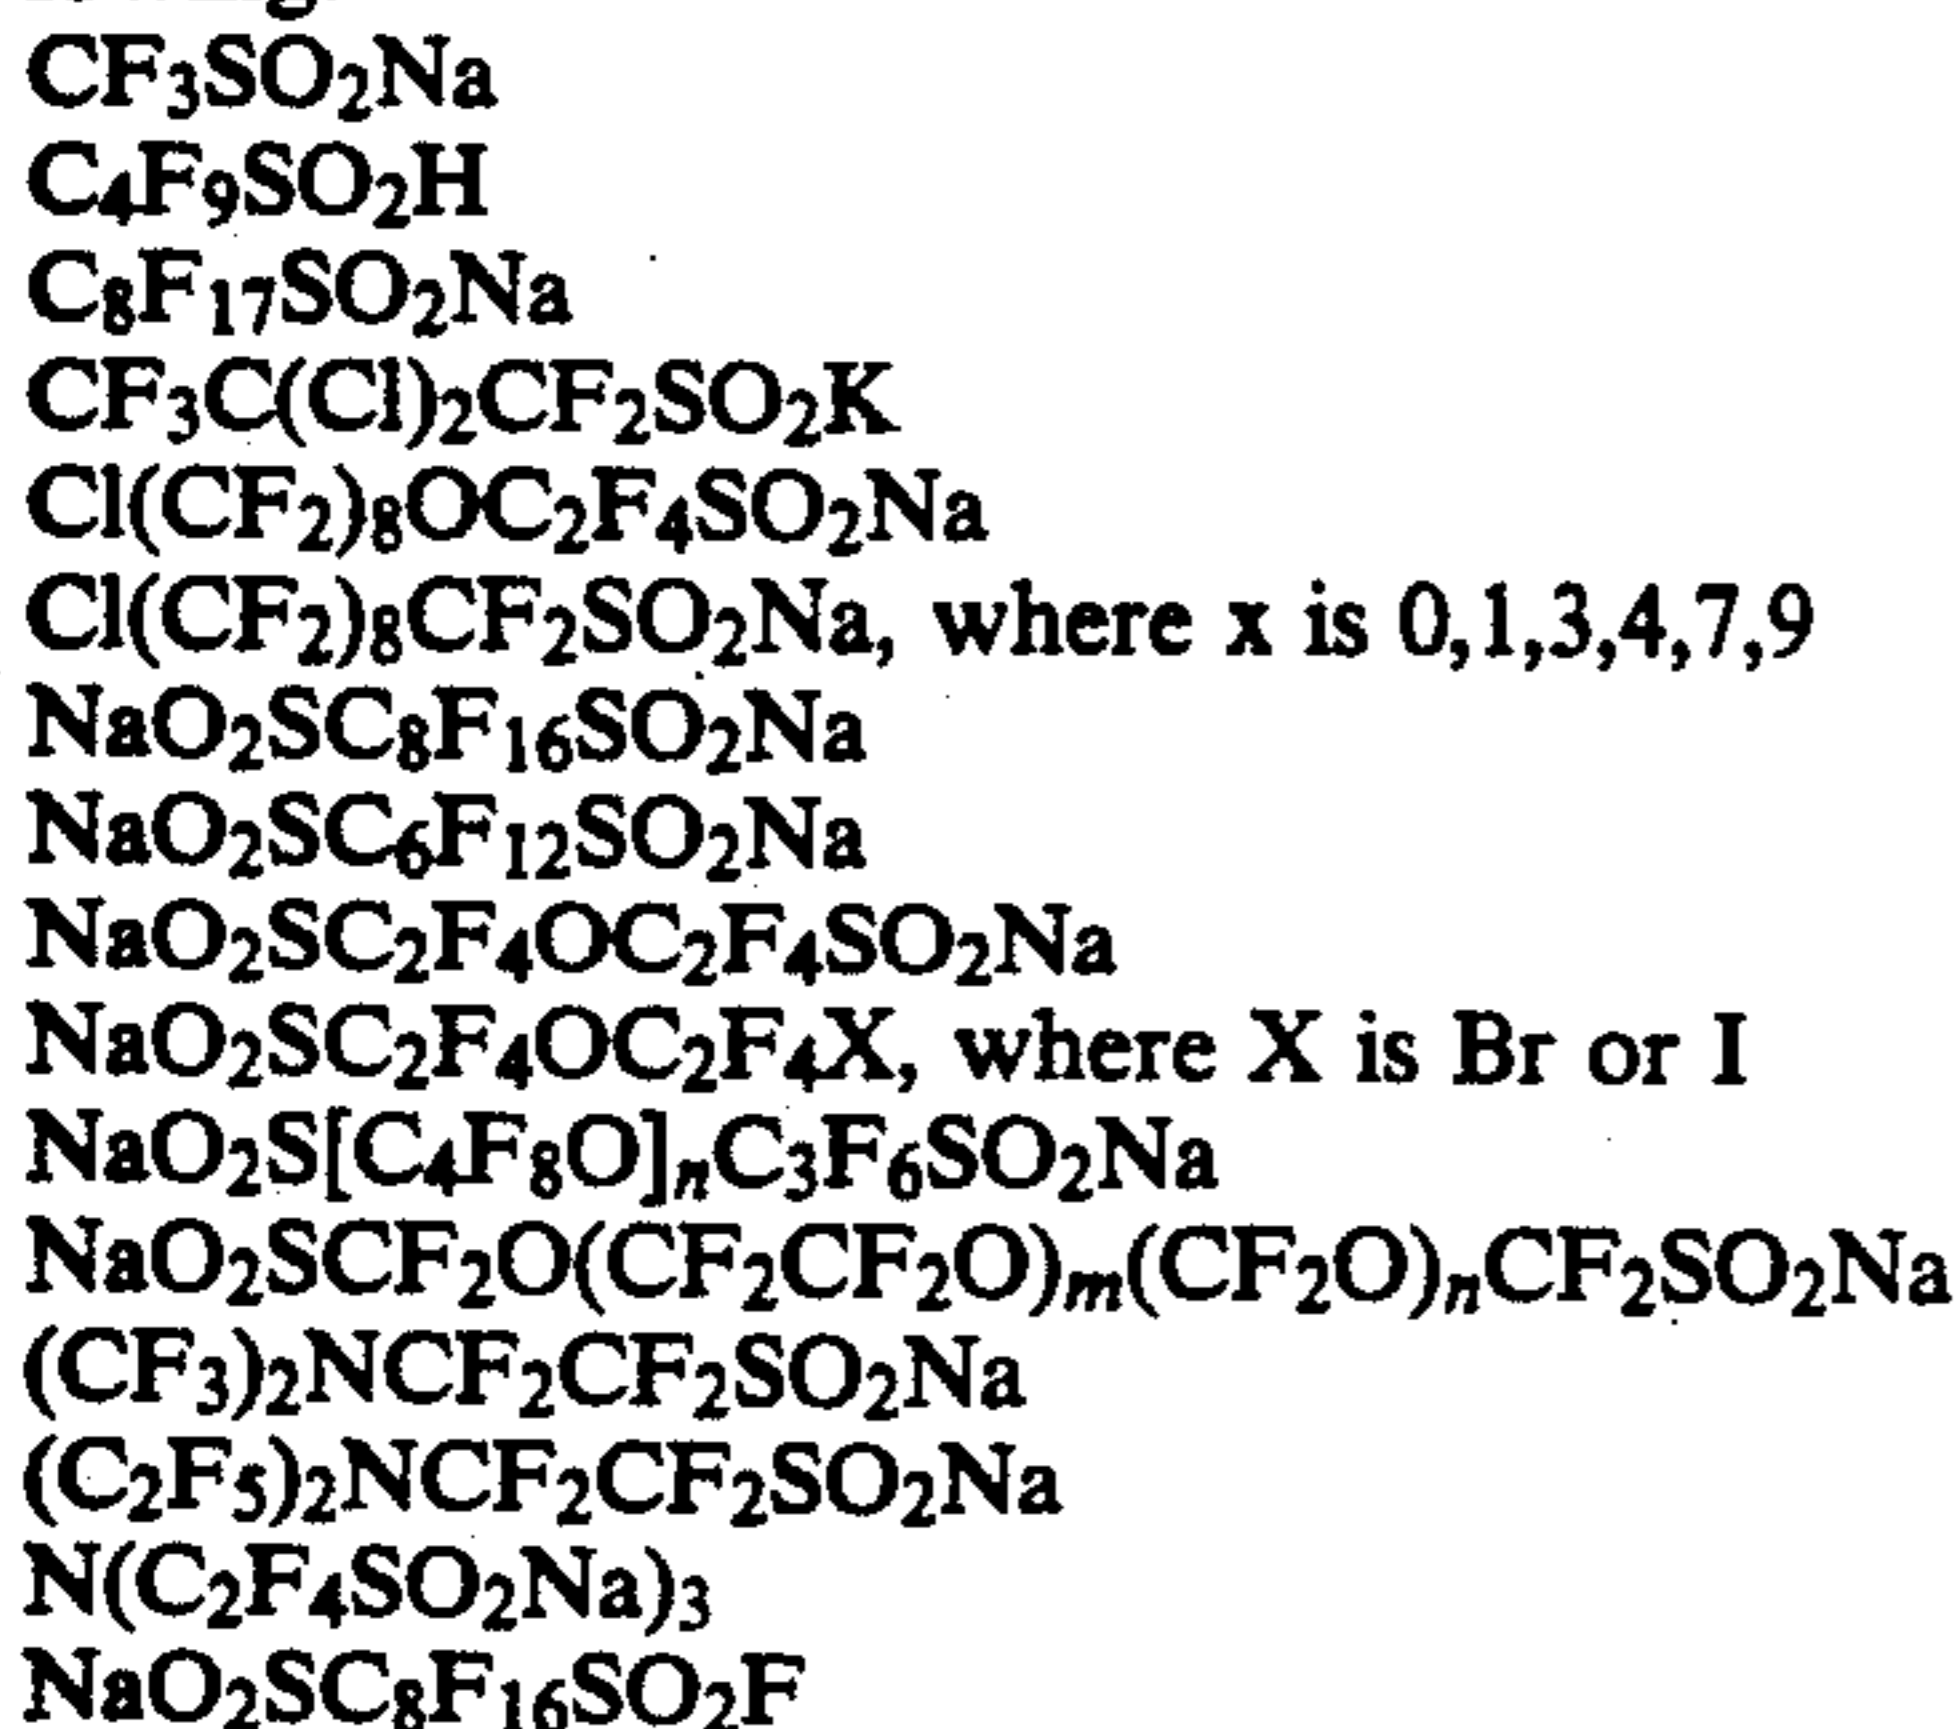 CF₃SO₂Na
C₄F₉SO₂H
C₈F₁₇SO₂Na
CF₃C(Cl)₂CF₂SO₂K
Cl(CF₂)₈OC₂F₄SO₂Na
Cl(CF₂)₈CF₂SO₂Na, where x is 0,1,3,4,7,9
NaO₂SC₈F₁₆SO₂Na
NaO₂SC₆F₁₂SO₂Na
NaO₂SC₂F₄OC₂F₄SO₂Na
NaO₂SC₂F₄OC₂F₄X, where X is Br or I
NaO₂S[C₄F₈O]ₙC₃F₆SO₂Na
NaO₂SCF₂O(CF₂CF₂O)ₘ(CF₂O)ₙCF₂SO₂Na
(CF₃)₂NCF₂CF₂SO₂Na
(C₂F₅)₂NCF₂CF₂SO₂Na
N(C₂F₄SO₂Na)₃
NaO₂SC₈F₁₆SO₂F